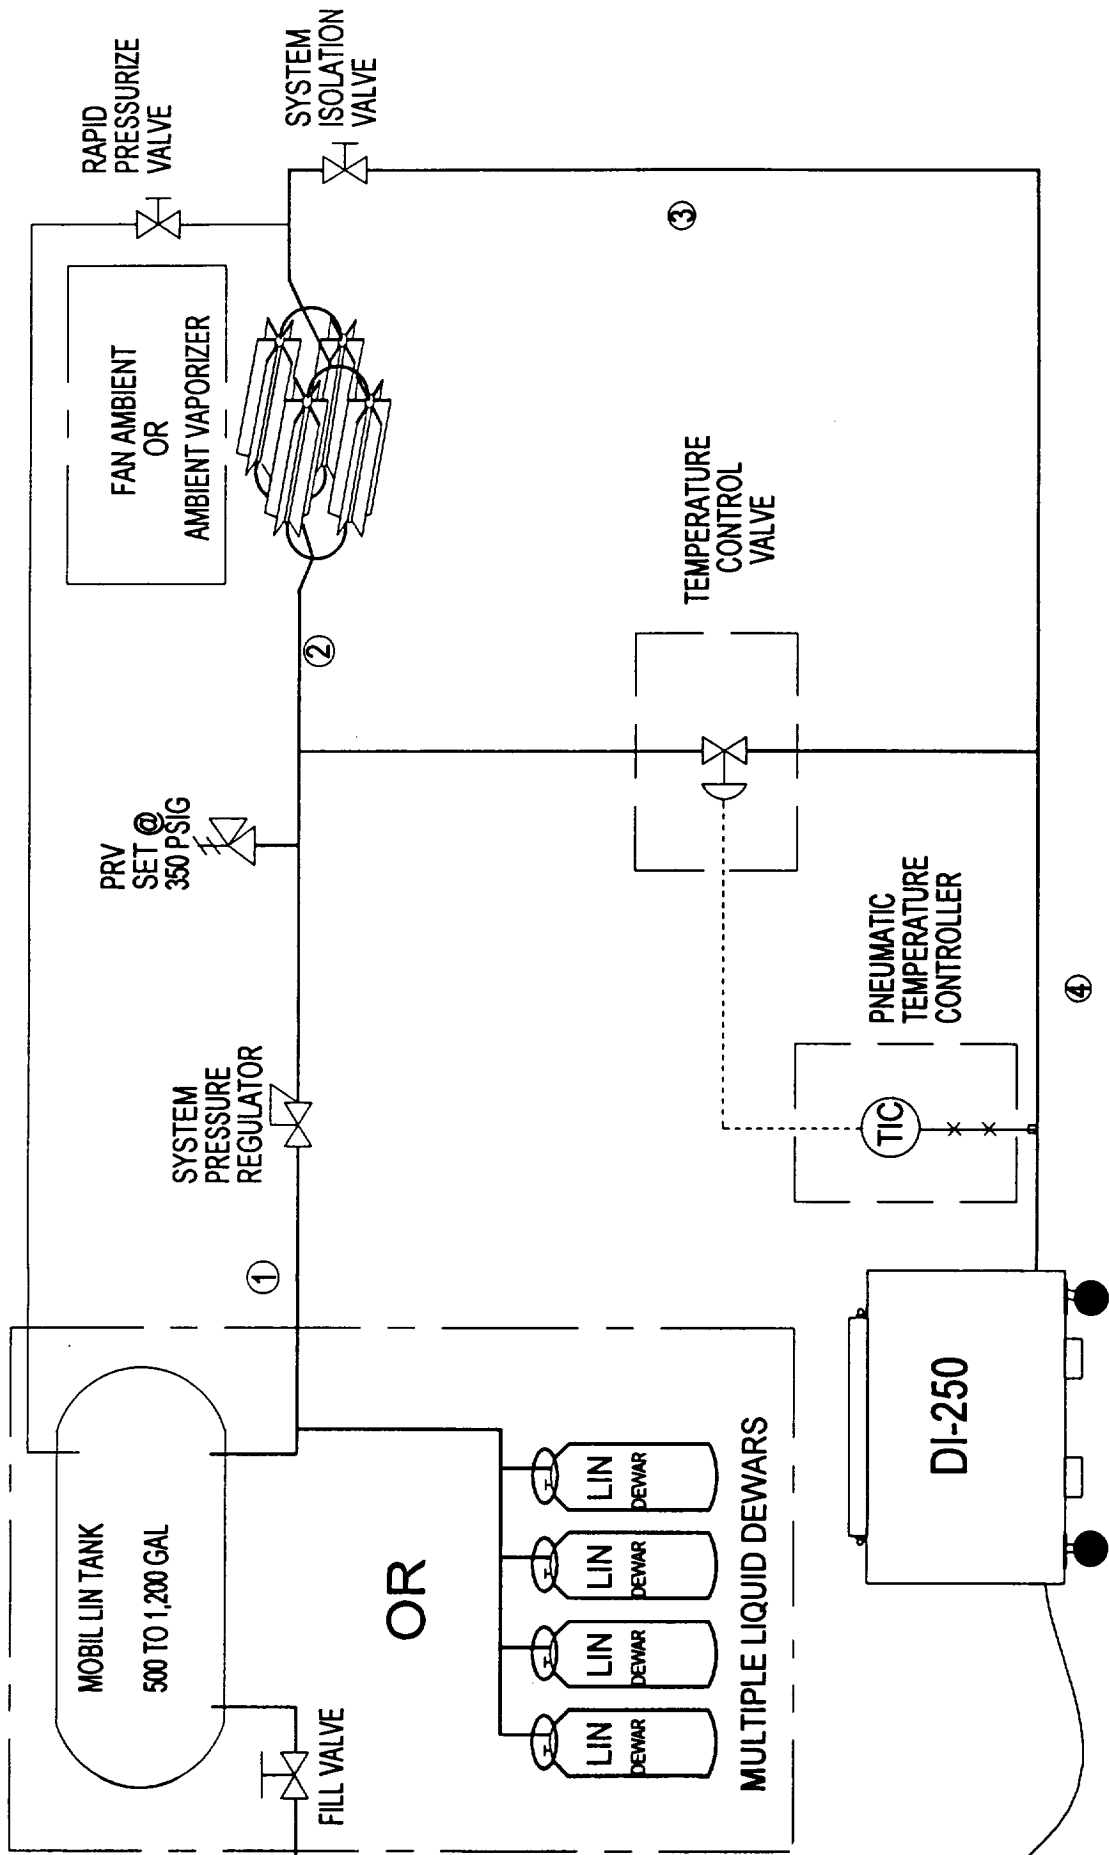 RAPID
PRESSURIZE
VALVE
SYSTEM
ISOLATION
VALVE
FAN AMBIENT
OR
AMBIENT VAPORIZER
③
②
TEMPERATURE
CONTROL
VALVE
PRV
SET @
350 PSIG
PNEUMATIC
TEMPERATURE
CONTROLLER
TIC
④
SYSTEM
PRESSURE
REGULATOR
①
MOBIL LIN TANK
500 TO 1,200 GAL
FILL VALVE
OR
LIN
DEWAR
LIN
DEWAR
LIN
DEWAR
LIN
DEWAR
MULTIPLE LIQUID DEWARS
DI-250